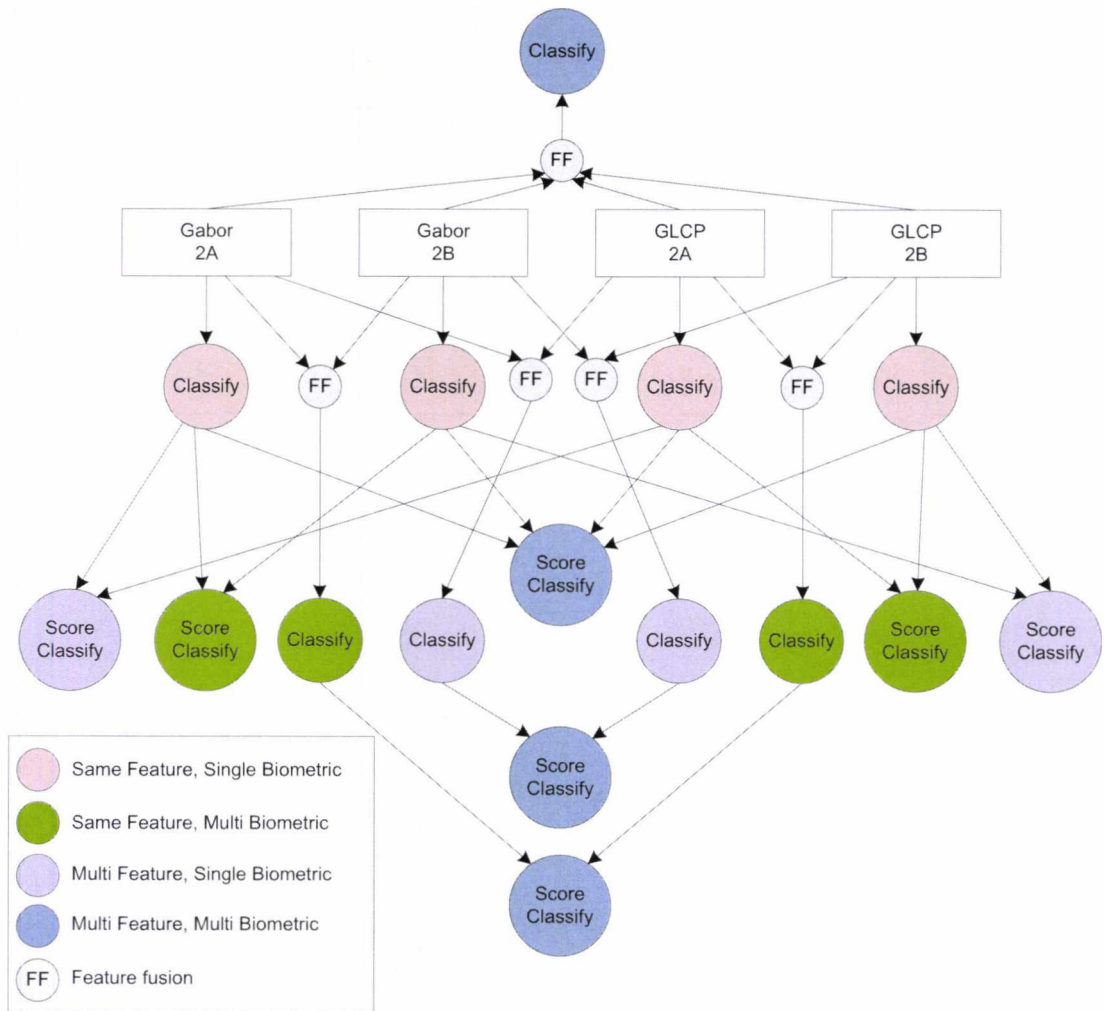 Classify
FF
Gabor
2A
Gabor
2B
GLCP
2A
GLCP
2B
Classify
FF
Classify
FF
FF
Classify
FF
Classify
Score
Classify
Score
Classify
Score
Classify
Classify
Classify
Classify
Classify
Score
Classify
Score
Classify
Score
Classify
Score
Classify
Same Feature, Single Biometric
Same Feature, Multi Biometric
Multi Feature, Single Biometric
Multi Feature, Multi Biometric
FF Feature fusion